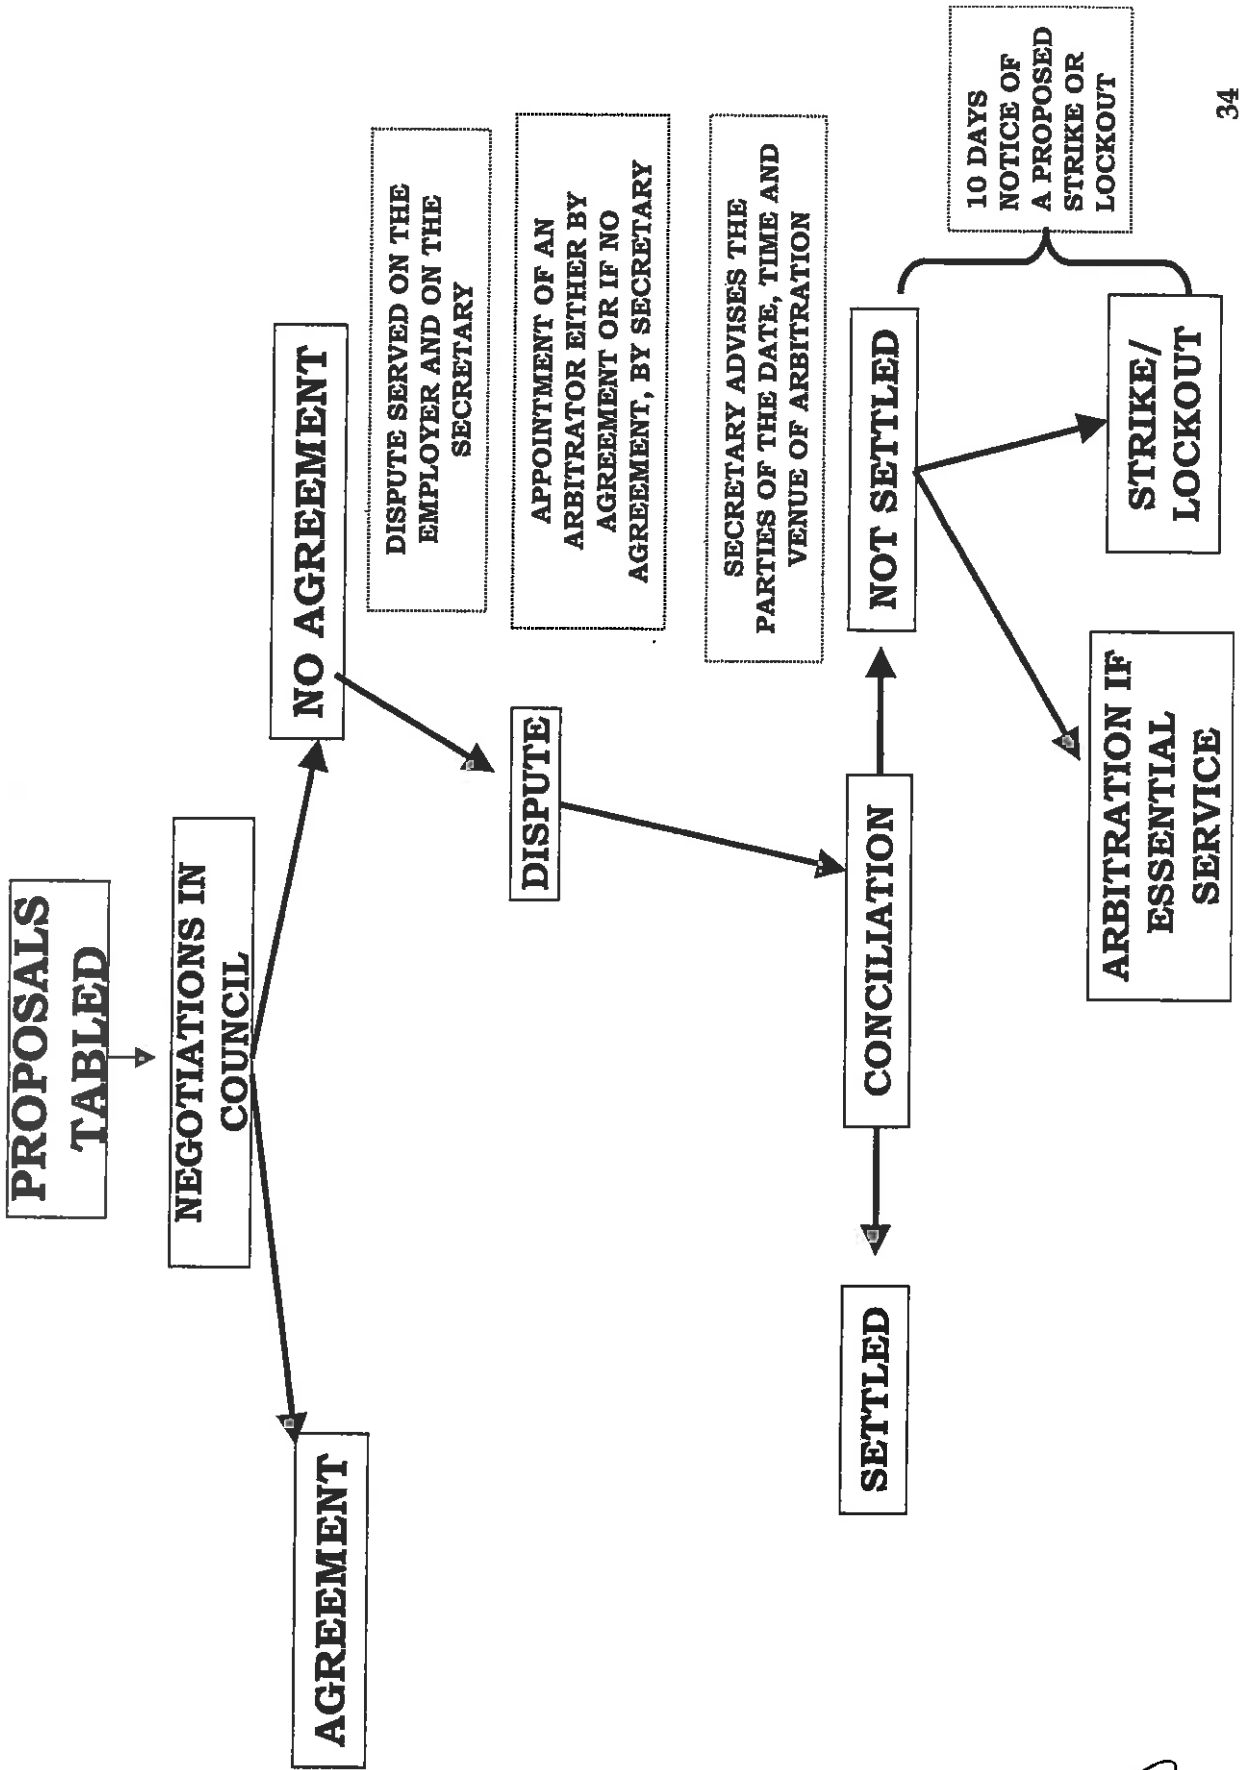 PROPOSALS
TABLED
NEGOTIATIONS IN
COUNCIL
AGREEMENT
NO AGREEMENT
DISPUTE SERVED ON THE
EMPLOYER AND ON THE
SECRETARY
DISPUTE
APPOINTMENT OF AN
ARBITRATOR EITHER BY
AGREEMENT OR IF NO
AGREEMENT, BY SECRETARY
SECRETARY ADVISES THE
PARTIES OF THE DATE, TIME AND
VENUE OF ARBITRATION
SETTLED
CONCILIATION
NOT SETTLED
10 DAYS
NOTICE OF
A PROPOSED
STRIKE OR
LOCKOUT
ARBITRATION IF
ESSENTIAL
SERVICE
STRIKE/
LOCKOUT
34